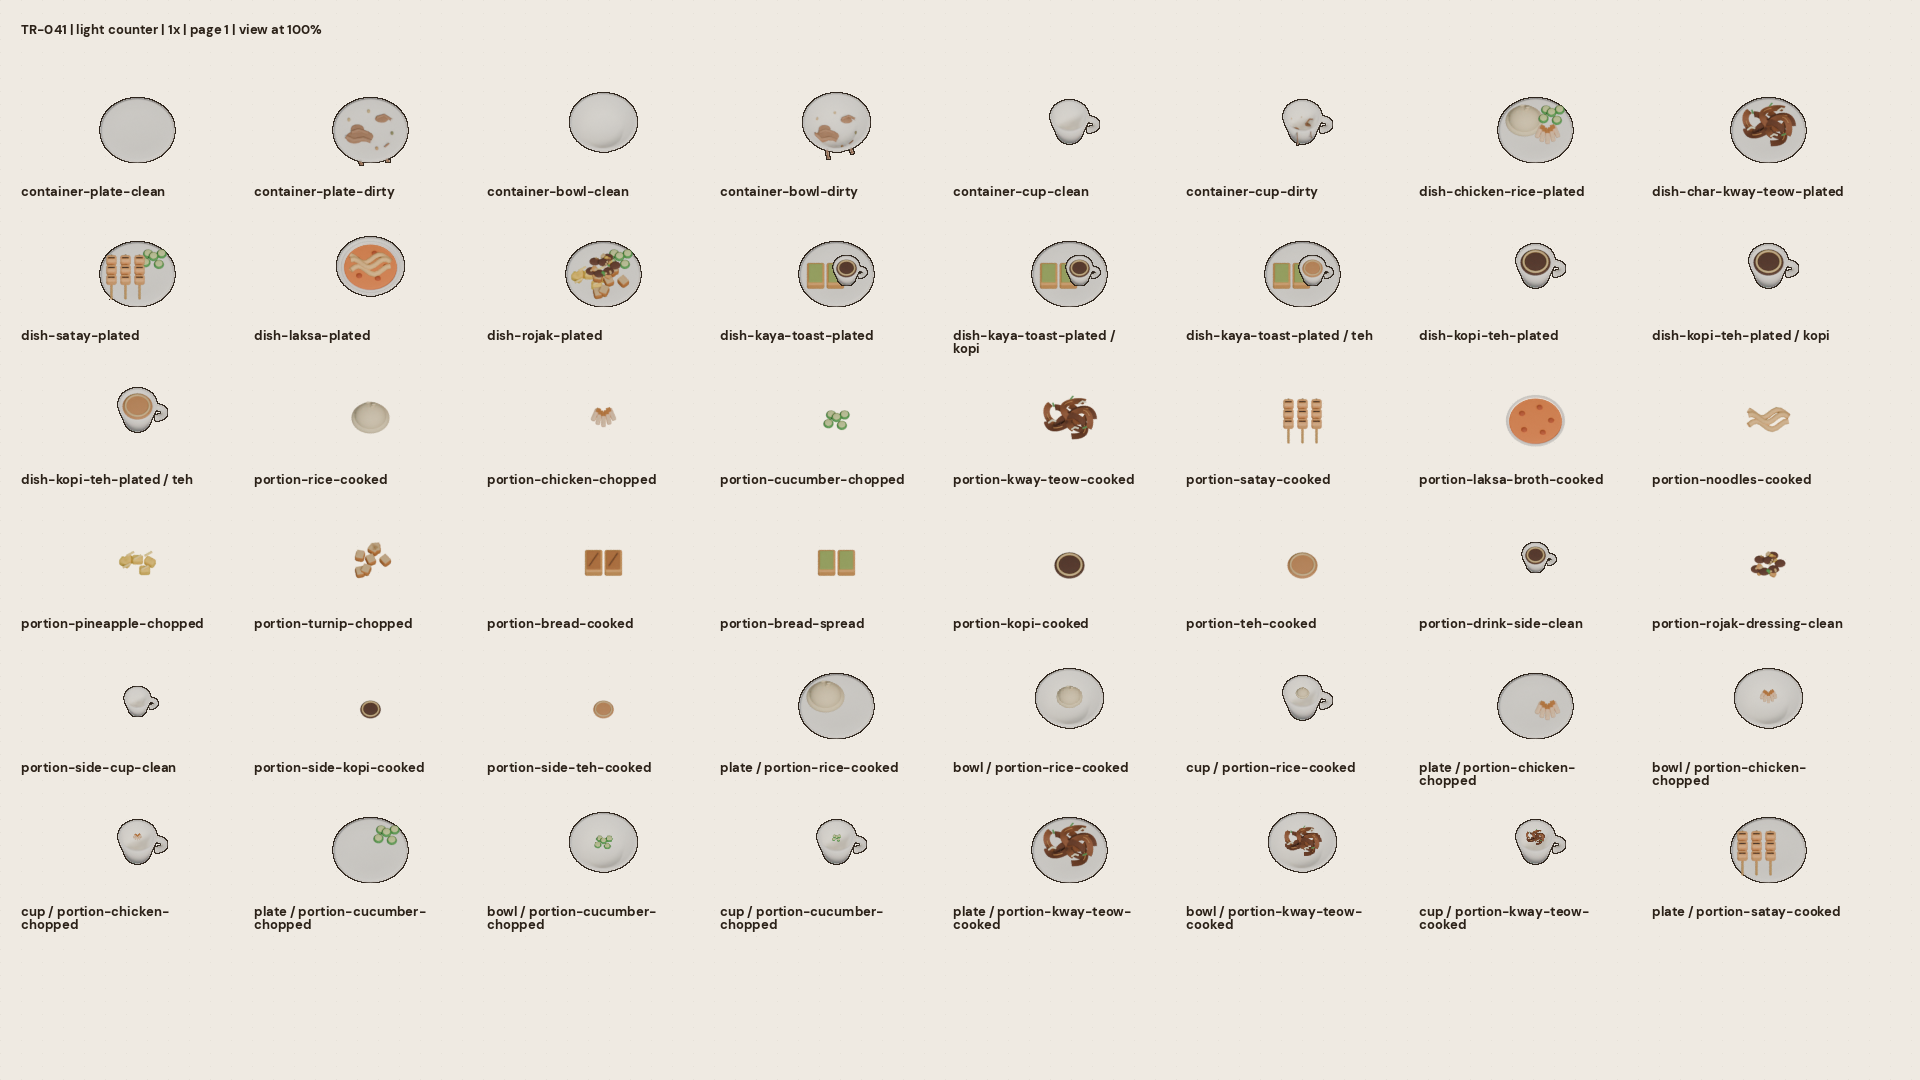 TR-041 | light counter | 1x | page 1 | view at 100%
container-plate-clean
container-plate-dirty
container-bowl-clean
container-bowl-dirty
container-cup-clean
container-cup-dirty
dish-chicken-rice-plated
dish-char-kway-teow-plated
dish-satay-plated
dish-laksa-plated
dish-rojak-plated
dish-kaya-toast-plated
dish-kaya-toast-plated /
kopi
dish-kaya-toast-plated / teh
dish-kopi-teh-plated
dish-kopi-teh-plated / kopi
dish-kopi-teh-plated / teh
portion-rice-cooked
portion-chicken-chopped
portion-cucumber-chopped
portion-kway-teow-cooked
portion-satay-cooked
portion-laksa-broth-cooked
portion-noodles-cooked
portion-pineapple-chopped
portion-turnip-chopped
portion-bread-cooked
portion-bread-spread
portion-kopi-cooked
portion-teh-cooked
portion-drink-side-clean
portion-rojak-dressing-clean
portion-side-cup-clean
portion-side-kopi-cooked
portion-side-teh-cooked
plate / portion-rice-cooked
bowl / portion-rice-cooked
cup / portion-rice-cooked
plate / portion-chicken-
chopped
bowl / portion-chicken-
chopped
cup / portion-chicken-
chopped
plate / portion-cucumber-
chopped
bowl / portion-cucumber-
chopped
cup / portion-cucumber-
chopped
plate / portion-kway-teow-
cooked
bowl / portion-kway-teow-
cooked
cup / portion-kway-teow-
cooked
plate / portion-satay-cooked